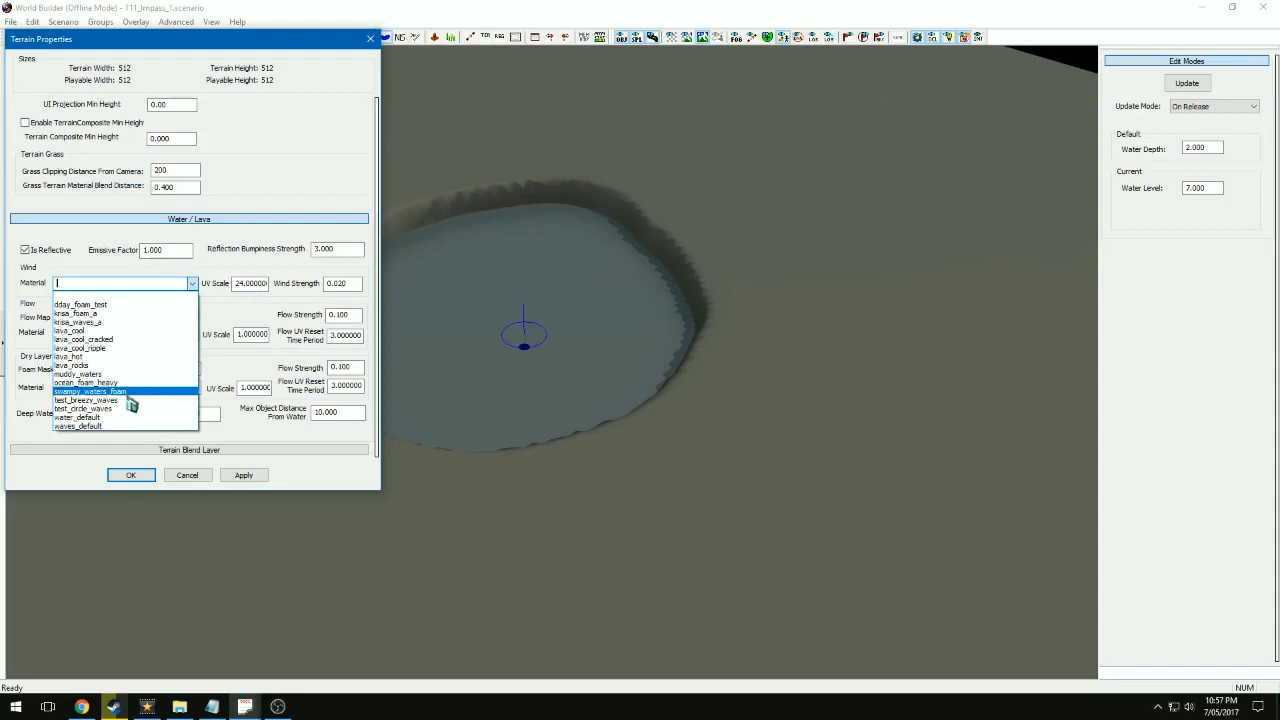 World Builder (Offline Mode) - T11_Impass_1.scenario
File Edit Scenario Groups Overlay Advanced View Help
Terrain Properties
Sizes
Terrain Width: 512 Terrain Height: 512
Playable Width: 512 Playable Height: 512
UI Projection Min Height 0.00
Enable TerrainComposite Min Height
Terrain Composite Min Height 0.000
Terrain Grass
Grass Clipping Distance From Camera: 200
Grass Terrain Material Blend Distance: 0.400
Water / Lava
Is Reflective Emissive Factor 1.000 Reflection Bumpiness Strength 3.000
Wind
Material UV Scale 24.000000 Wind Strength 0.020
dday_foam_test
krisa_foam_a
krisa_waves_a
lava_cool
lava_cool_cracked
lava_cool_ripple
lava_hot
lava_rocks
muddy_waters
ocean_foam_heavy
swampy_waters_foam
test_breezy_waves
test_circle_waves
water_default
waves_default
Flow
Flow Map Flow Strength 0.100
Material UV Scale 1.000000 Flow UV Reset Time Period 3.000000
Dry Layer
Foam Mask Flow Strength 0.100
Material UV Scale 1.000000 Flow UV Reset Time Period 3.000000
Deep Wate Max Object Distance From Water 10.000
Terrain Blend Layer
OK Cancel Apply
Edit Modes
Update
Update Mode: On Release
Default
Water Depth: 2.000
Current
Water Level: 7.000
Ready NUM
10:57 PM
7/05/2017